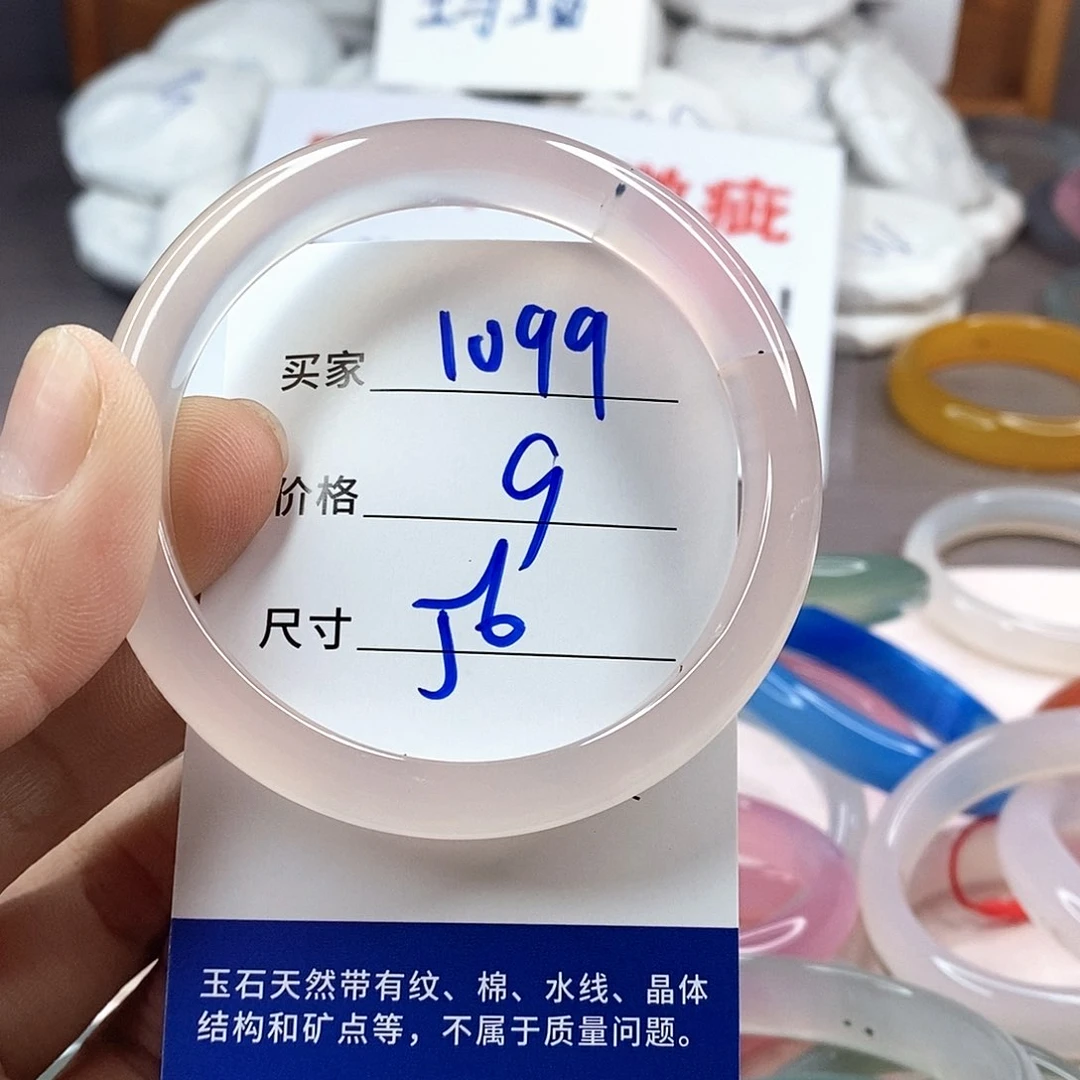 疵
买家 1099
价格 9
尺寸 56
玉石天然带有纹、棉、水线、晶体
结构和矿点等，不属于质量问题。